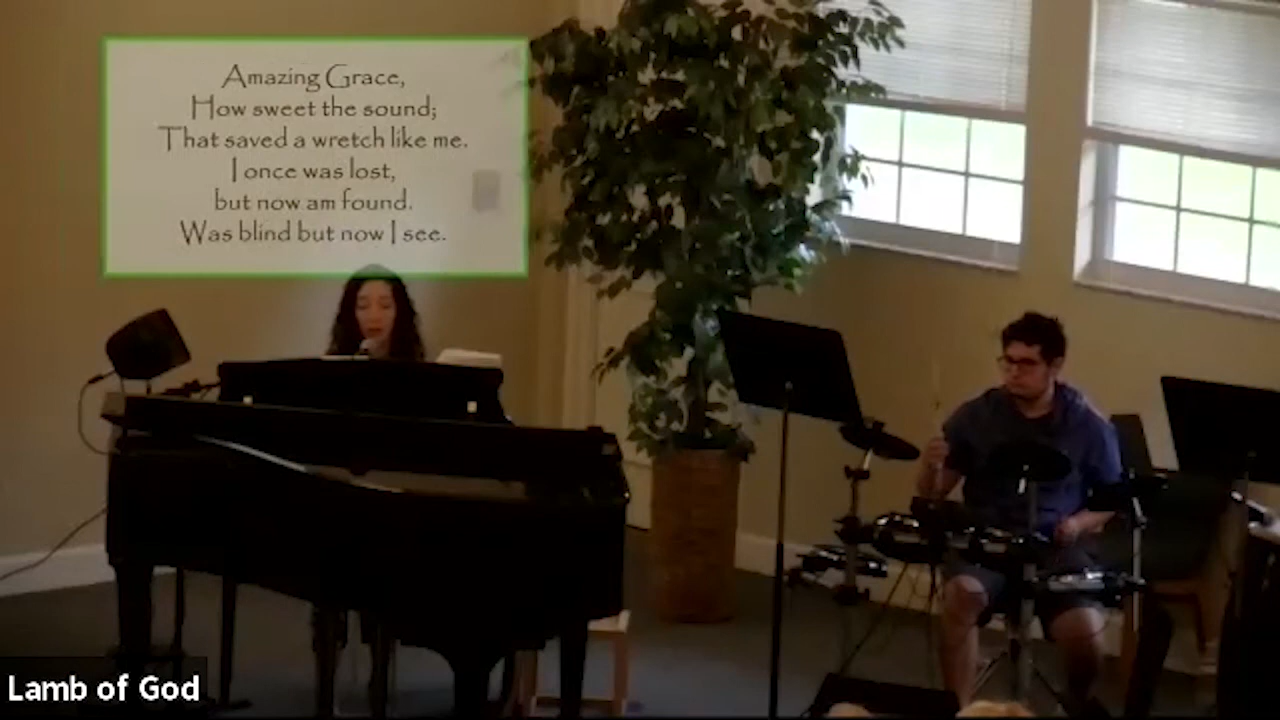 Amazing Grace,
How sweet the sound;
That saved a wretch like me.
I once was lost,
but now am found.
Was blind but now I see.
Lamb of God